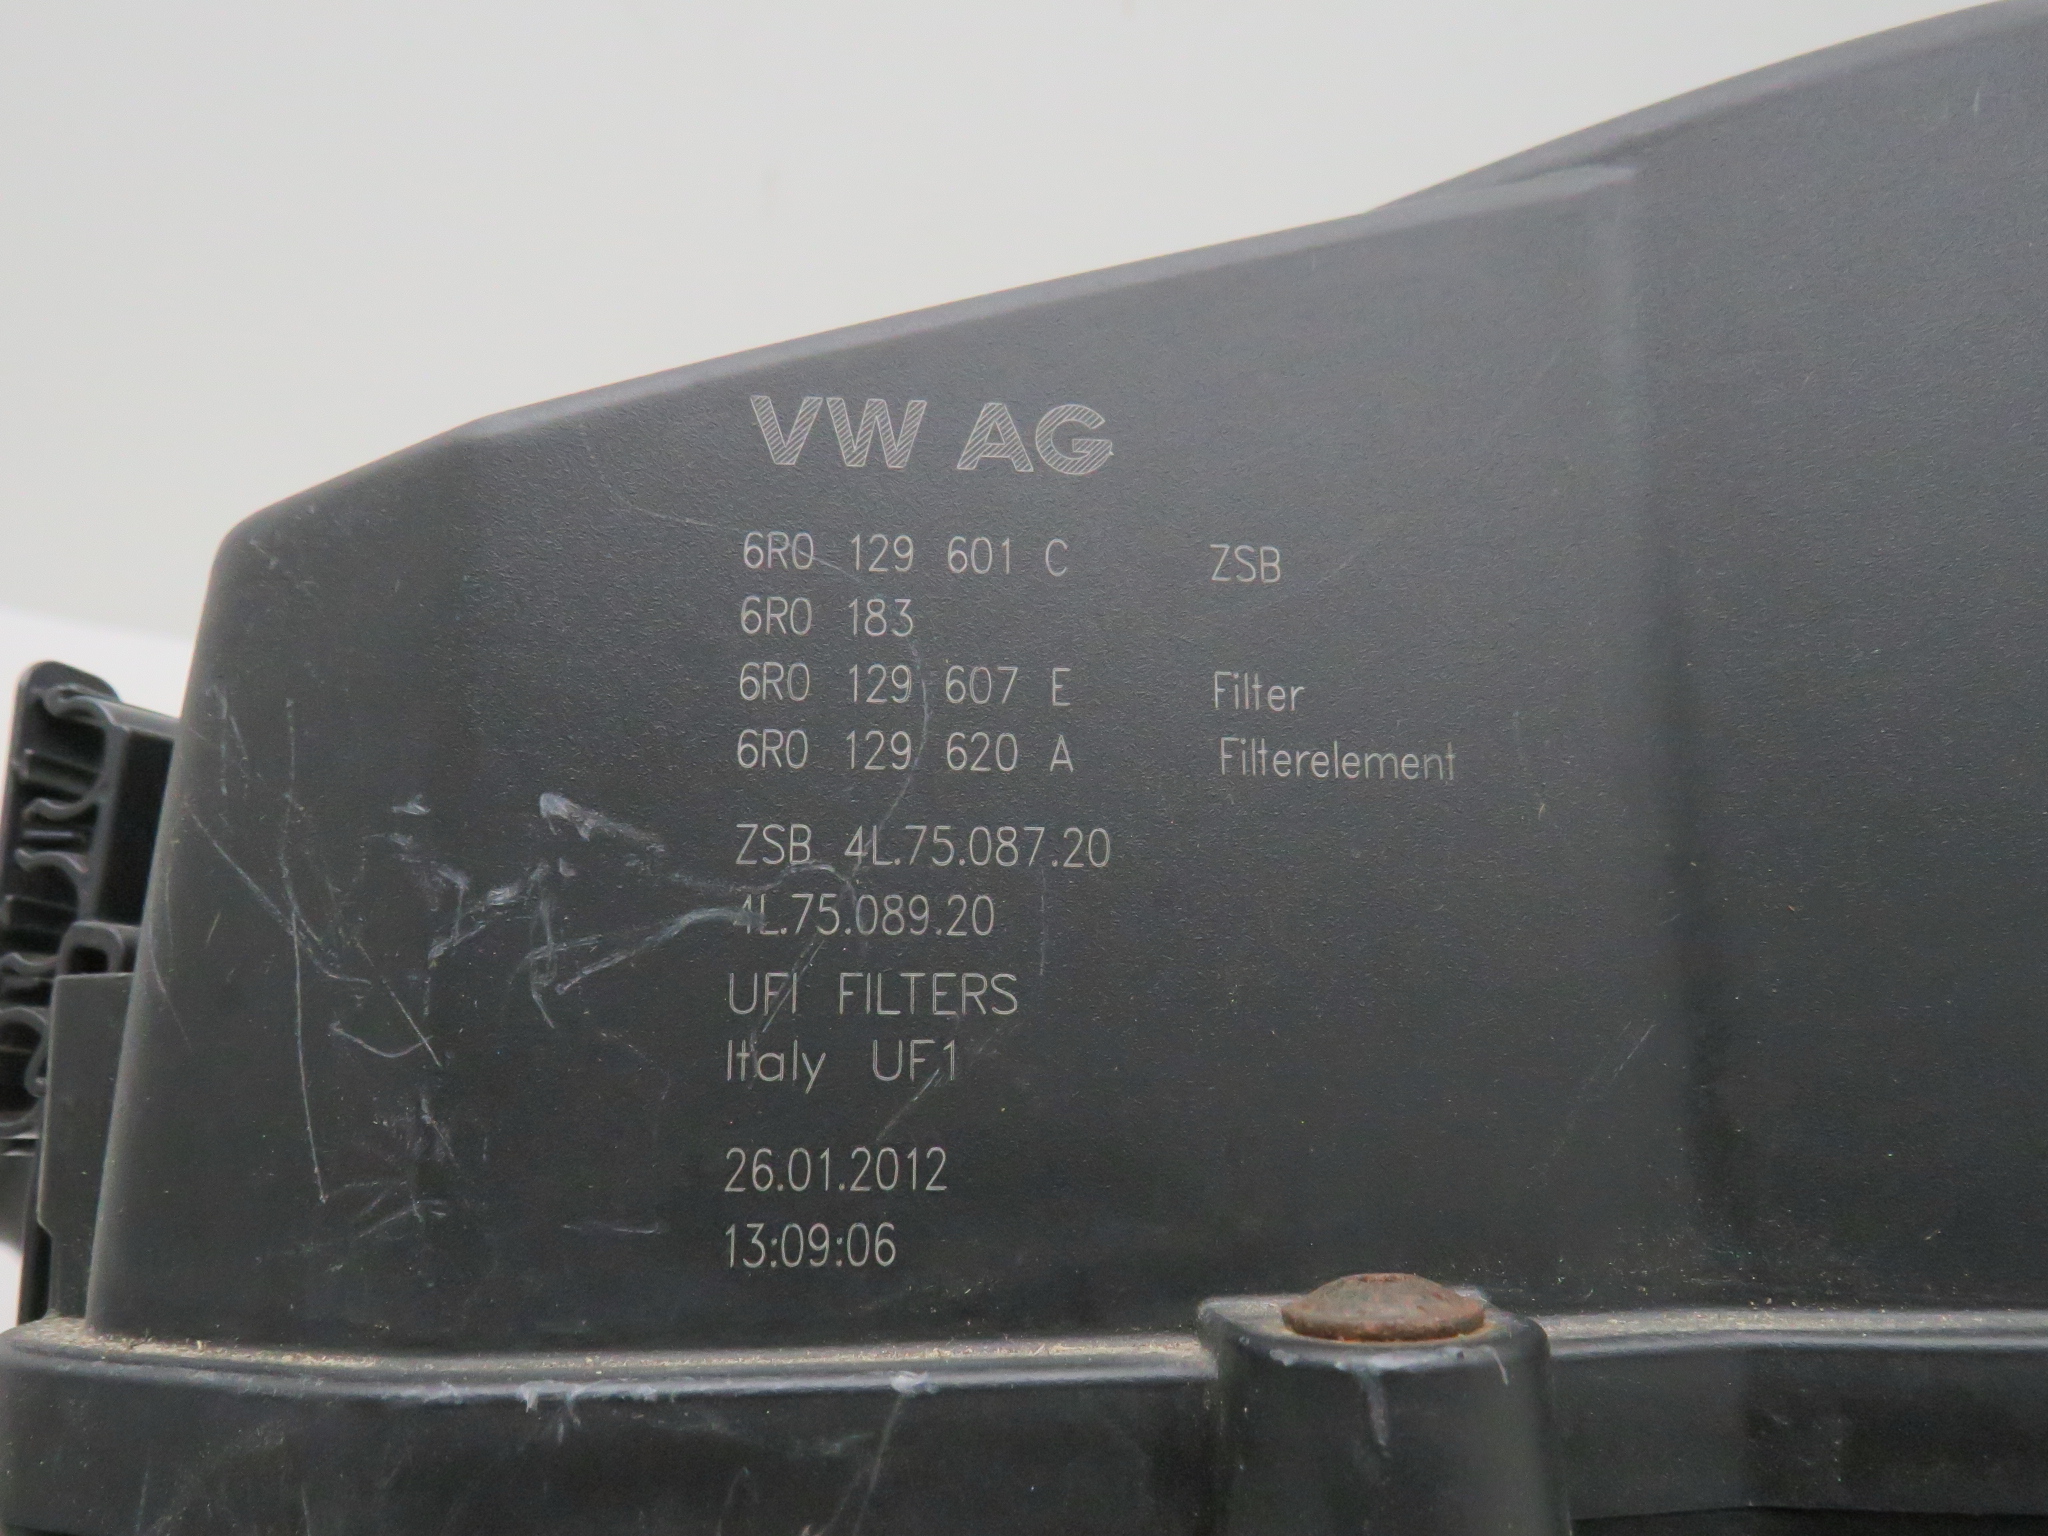 VW AG
6R0 129 601 C ZSB
6R0 183
6R0 129 607 E Filter
6R0 129 620 A Filterelement
ZSB 4L.75.087.20
4L.75.089.20
UFI FILTERS
Italy UF1
26.01.2012
13:09:06